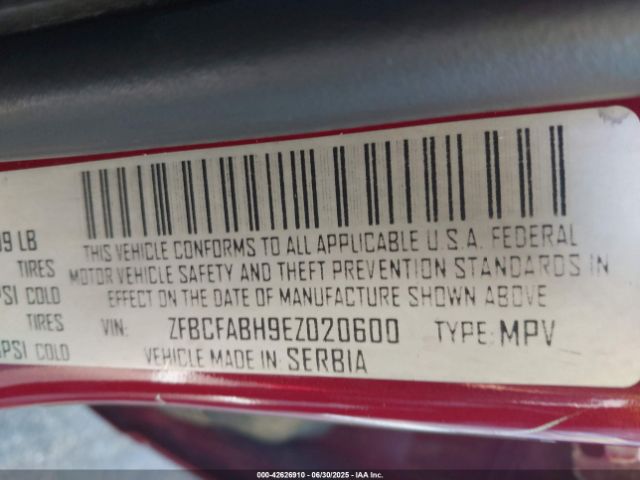 THIS VEHICLE CONFORMS TO ALL APPLICABLE U.S.A. FEDERAL
MOTOR VEHICLE SAFETY AND THEFT PREVENTION STANDARDS IN
EFFECT ON THE DATE OF MANUFACTURE SHOWN ABOVE
VIN: ZFBCFABH9EZ020600 TYPE: MPV
VEHICLE MADE IN: SERBIA
LB
TIRES
PSI COLD
TIRES
PSI COLD
000-42626910 - 06/30/2025 - IAA Inc.